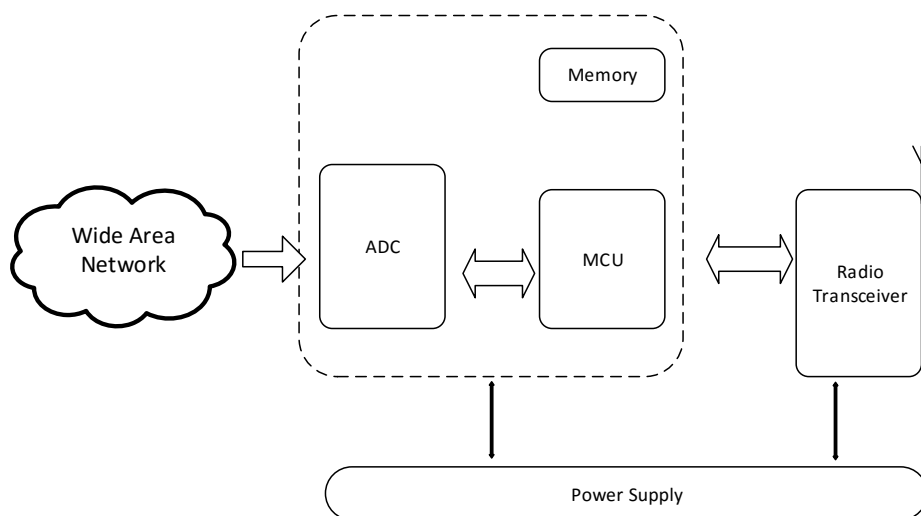 Memory
Wide Area
Network
ADC
MCU
Radio
Transceiver
Power Supply